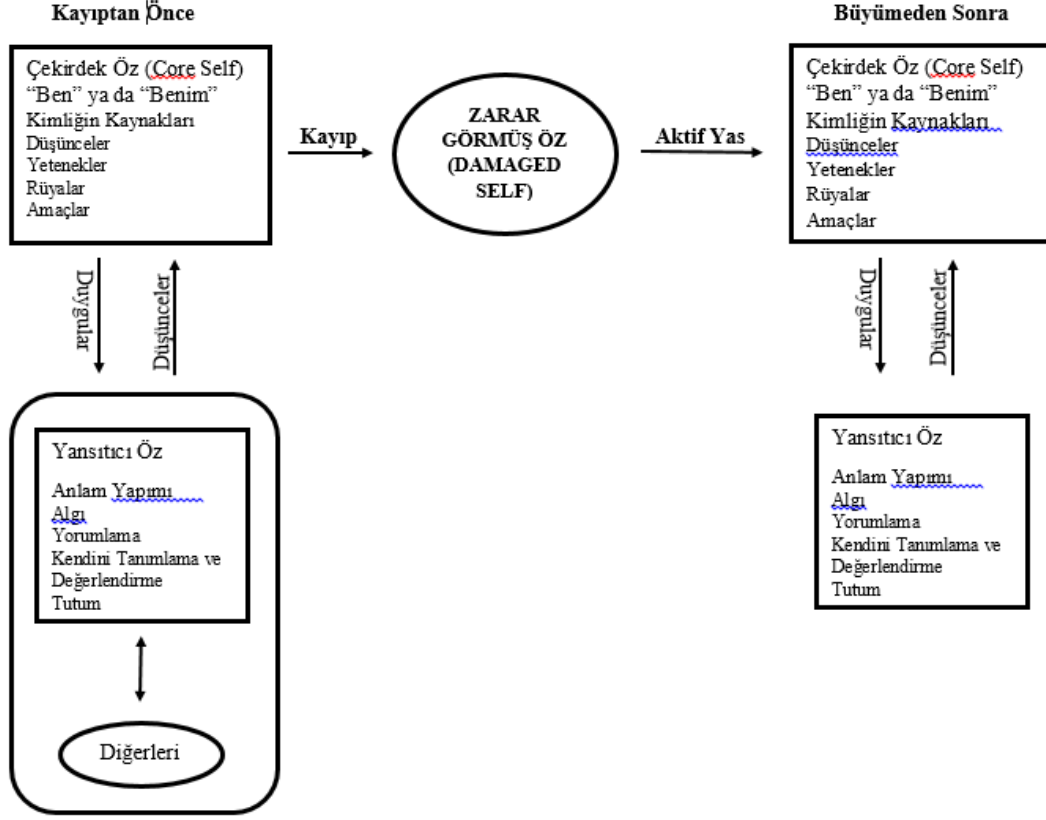 Kayıptan Önce
Büyümeden Sonra
Çekirdek Öz (Core Self)
“Ben” ya da “Benim”
Kimliğin Kaynakları
Düşünceler
Yetenekler
Rüyalar
Amaçlar
Kayıp
ZARAR
GÖRMÜŞ ÖZ
(DAMAGED
SELF)
Aktif Yas
Çekirdek Öz (Core Self)
“Ben” ya da “Benim”
Kimliğin Kaynakları
Düşünceler
Yetenekler
Rüyalar
Amaçlar
Duygular
Düşünceler
Duygular
Düşünceler
Yansıtıcı Öz
Anlam Yapımı
Algı
Yorumlama
Kendini Tanımlama ve
Değerlendirme
Tutum
Diğerleri
Yansıtıcı Öz
Anlam Yapımı
Algı
Yorumlama
Kendini Tanımlama ve
Değerlendirme
Tutum